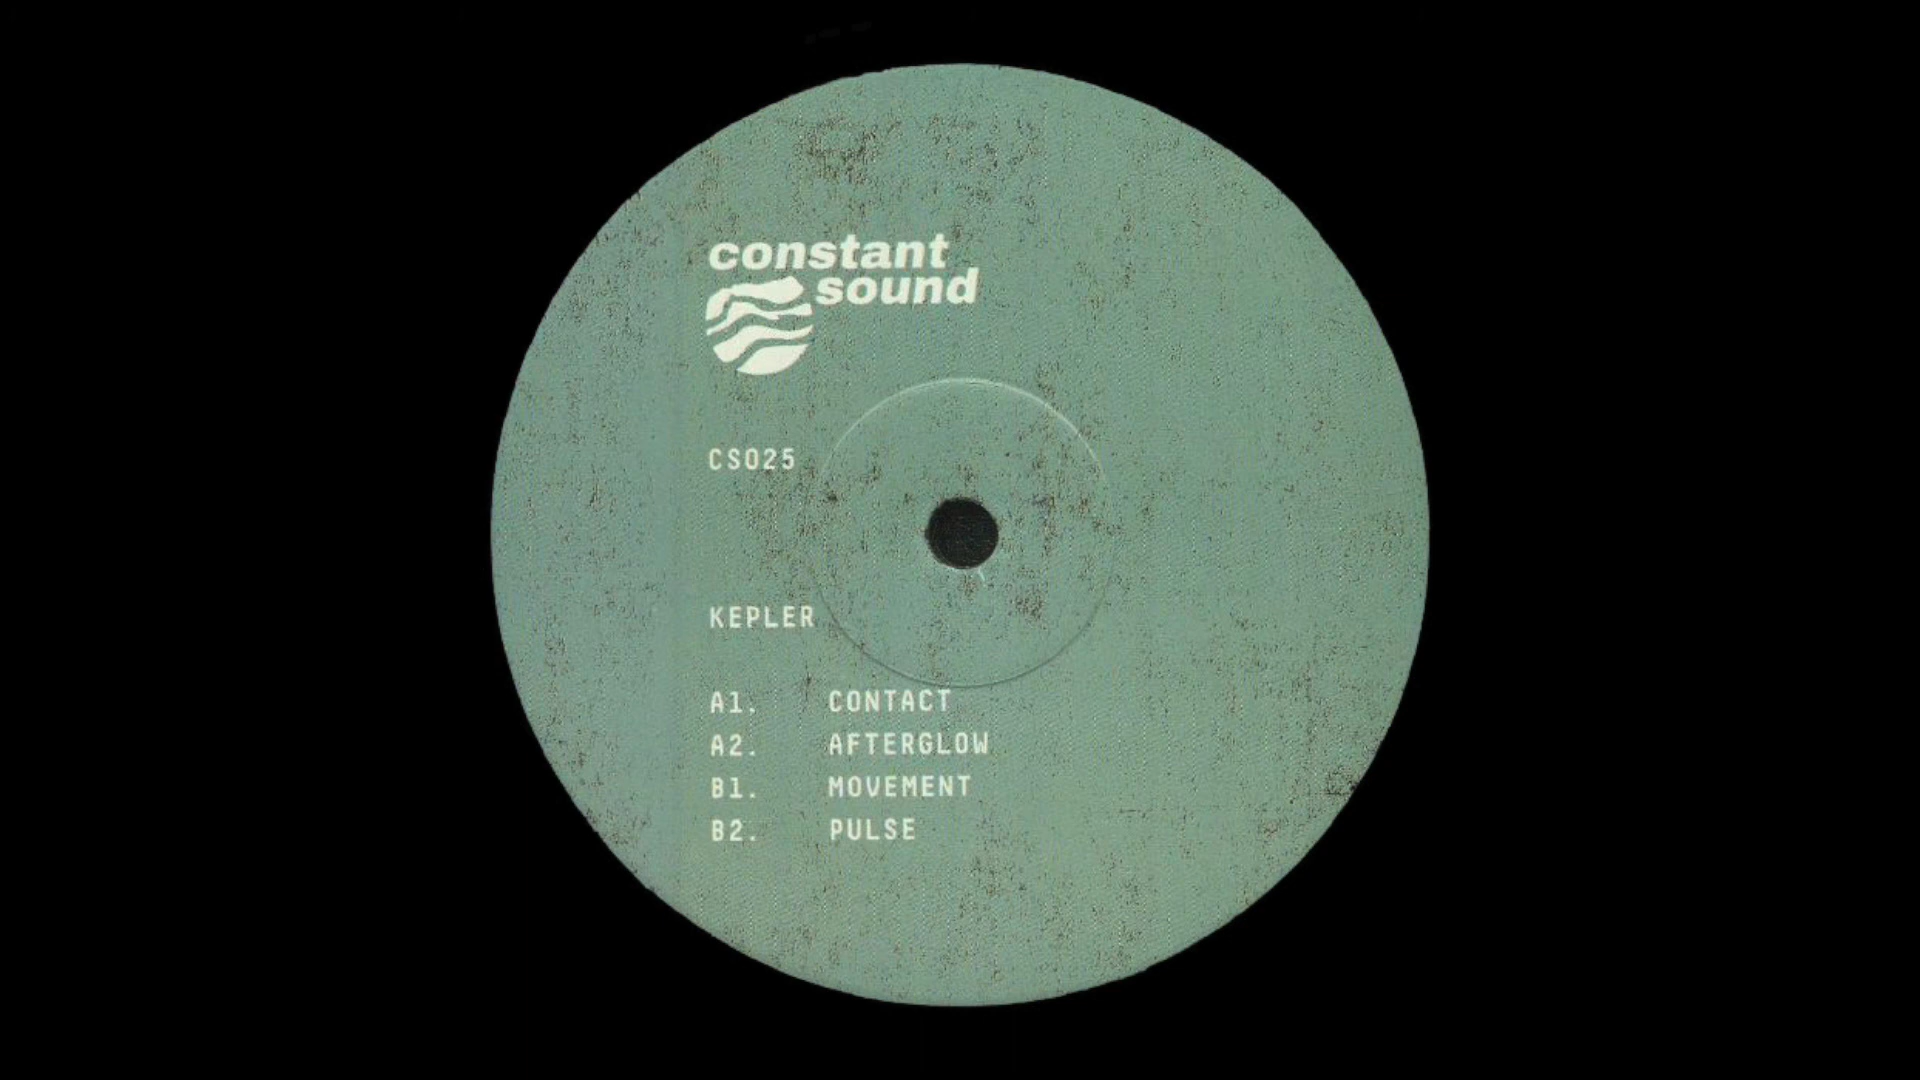 constant
sound
CS025
KEPLER
A1. CONTACT
A2. AFTERGLOW
B1. MOVEMENT
B2. PULSE